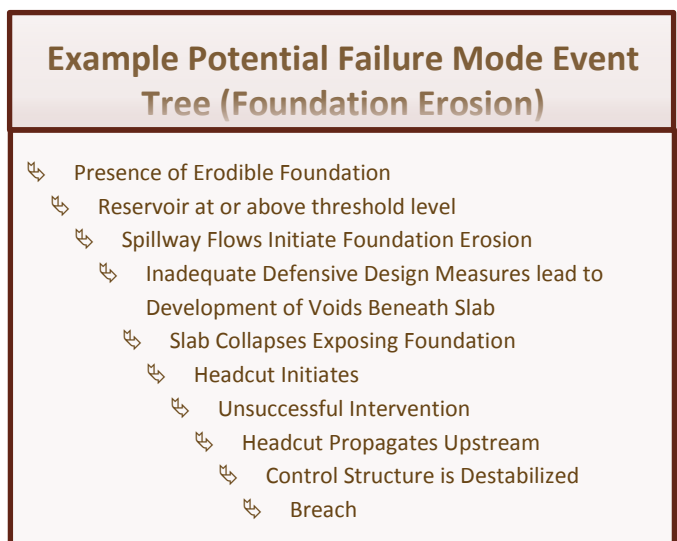 Example Potential Failure Mode Event
Tree (Foundation Erosion)
Presence of Erodible Foundation
Reservoir at or above threshold level
Spillway Flows Initiate Foundation Erosion
Inadequate Defensive Design Measures lead to
Development of Voids Beneath Slab
Slab Collapses Exposing Foundation
Headcut Initiates
Unsuccessful Intervention
Headcut Propagates Upstream
Control Structure is Destabilized
Breach